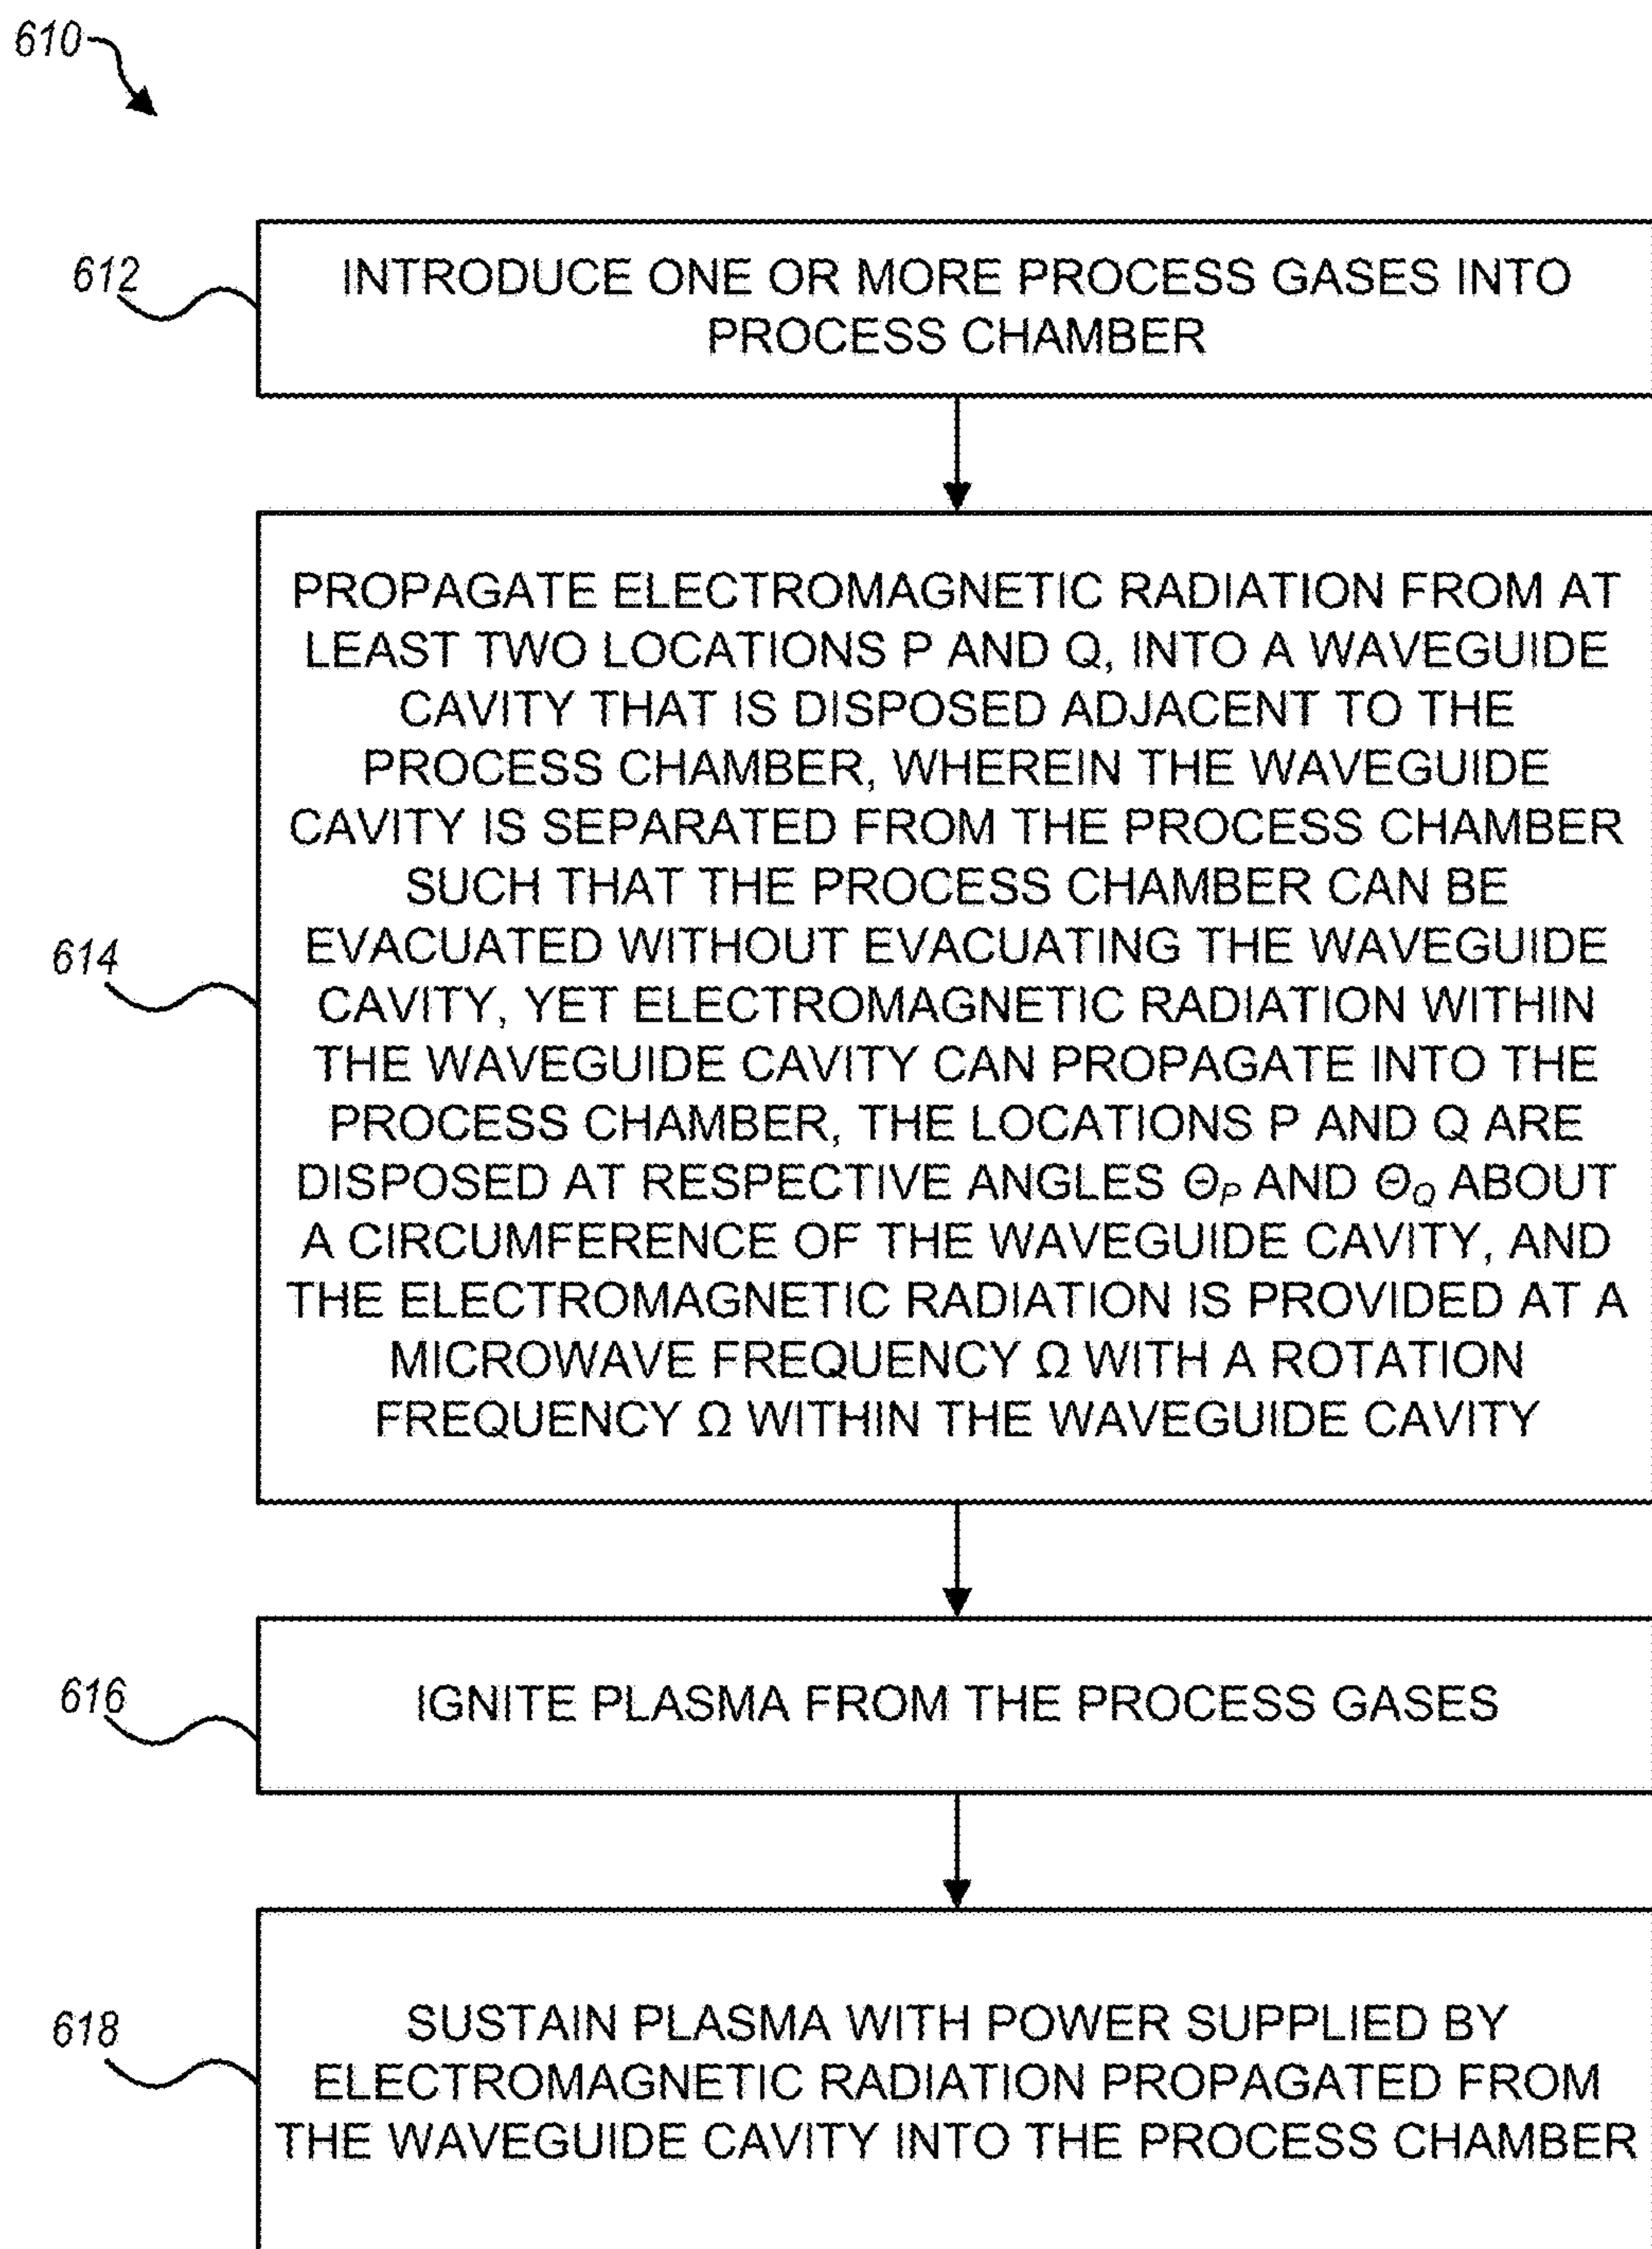 610
612
INTRODUCE ONE OR MORE PROCESS GASES INTO
PROCESS CHAMBER
614
PROPAGATE ELECTROMAGNETIC RADIATION FROM AT
LEAST TWO LOCATIONS P AND Q, INTO A WAVEGUIDE
CAVITY THAT IS DISPOSED ADJACENT TO THE
PROCESS CHAMBER, WHEREIN THE WAVEGUIDE
CAVITY IS SEPARATED FROM THE PROCESS CHAMBER
SUCH THAT THE PROCESS CHAMBER CAN BE
EVACUATED WITHOUT EVACUATING THE WAVEGUIDE
CAVITY, YET ELECTROMAGNETIC RADIATION WITHIN
THE WAVEGUIDE CAVITY CAN PROPAGATE INTO THE
PROCESS CHAMBER, THE LOCATIONS P AND Q ARE
DISPOSED AT RESPECTIVE ANGLES Θ_P AND Θ_Q ABOUT
A CIRCUMFERENCE OF THE WAVEGUIDE CAVITY, AND
THE ELECTROMAGNETIC RADIATION IS PROVIDED AT A
MICROWAVE FREQUENCY Ω WITH A ROTATION
FREQUENCY Ω WITHIN THE WAVEGUIDE CAVITY
616
IGNITE PLASMA FROM THE PROCESS GASES
618
SUSTAIN PLASMA WITH POWER SUPPLIED BY
ELECTROMAGNETIC RADIATION PROPAGATED FROM
THE WAVEGUIDE CAVITY INTO THE PROCESS CHAMBER